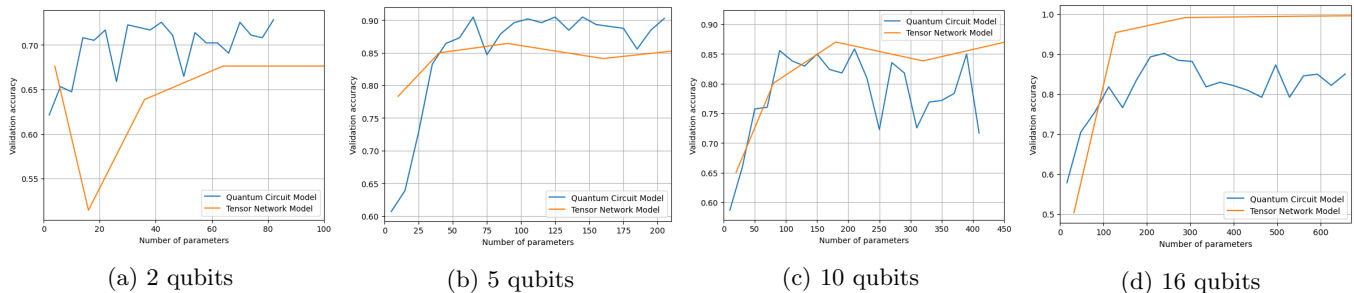 0.70
0.65
0.60
0.55
Validation accuracy
0 20 40 60 80 100
Number of parameters
Quantum Circuit Model
Tensor Network Model
(a) 2 qubits
0.90
0.85
0.80
0.75
0.70
0.65
0.60
Validation accuracy
0 25 50 75 100 125 150 175 200
Number of parameters
Quantum Circuit Model
Tensor Network Model
(b) 5 qubits
0.90
0.85
0.80
0.75
0.70
0.65
0.60
Validation accuracy
0 50 100 150 200 250 300 350 400 450
Number of parameters
Quantum Circuit Model
Tensor Network Model
(c) 10 qubits
1.0
0.9
0.8
0.7
0.6
0.5
Validation accuracy
0 100 200 300 400 500 600
Number of parameters
Quantum Circuit Model
Tensor Network Model
(d) 16 qubits